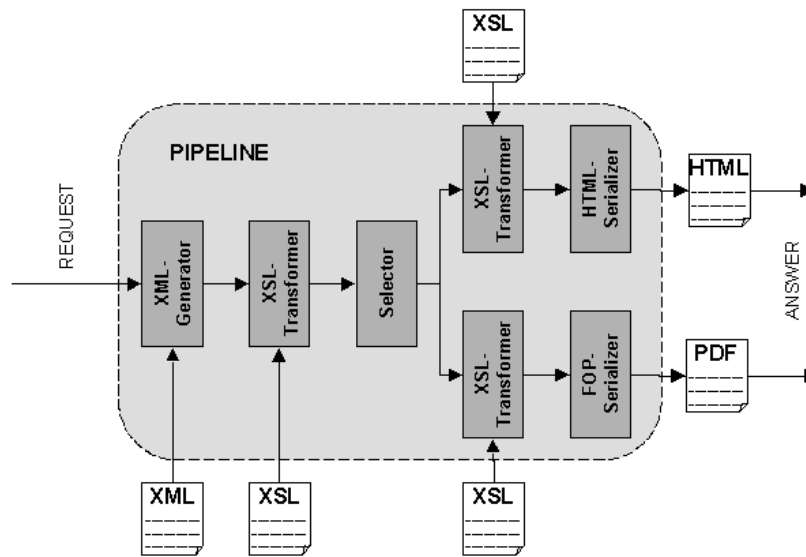 XSL
PIPELINE
XSL-
Transformer
HTML-
Serializer
HTML
REQUEST
XML-
Generator
XSL-
Transformer
Selector
ANSWER
XSL-
Transformer
FOP-
Serializer
PDF
XML
XSL
XSL